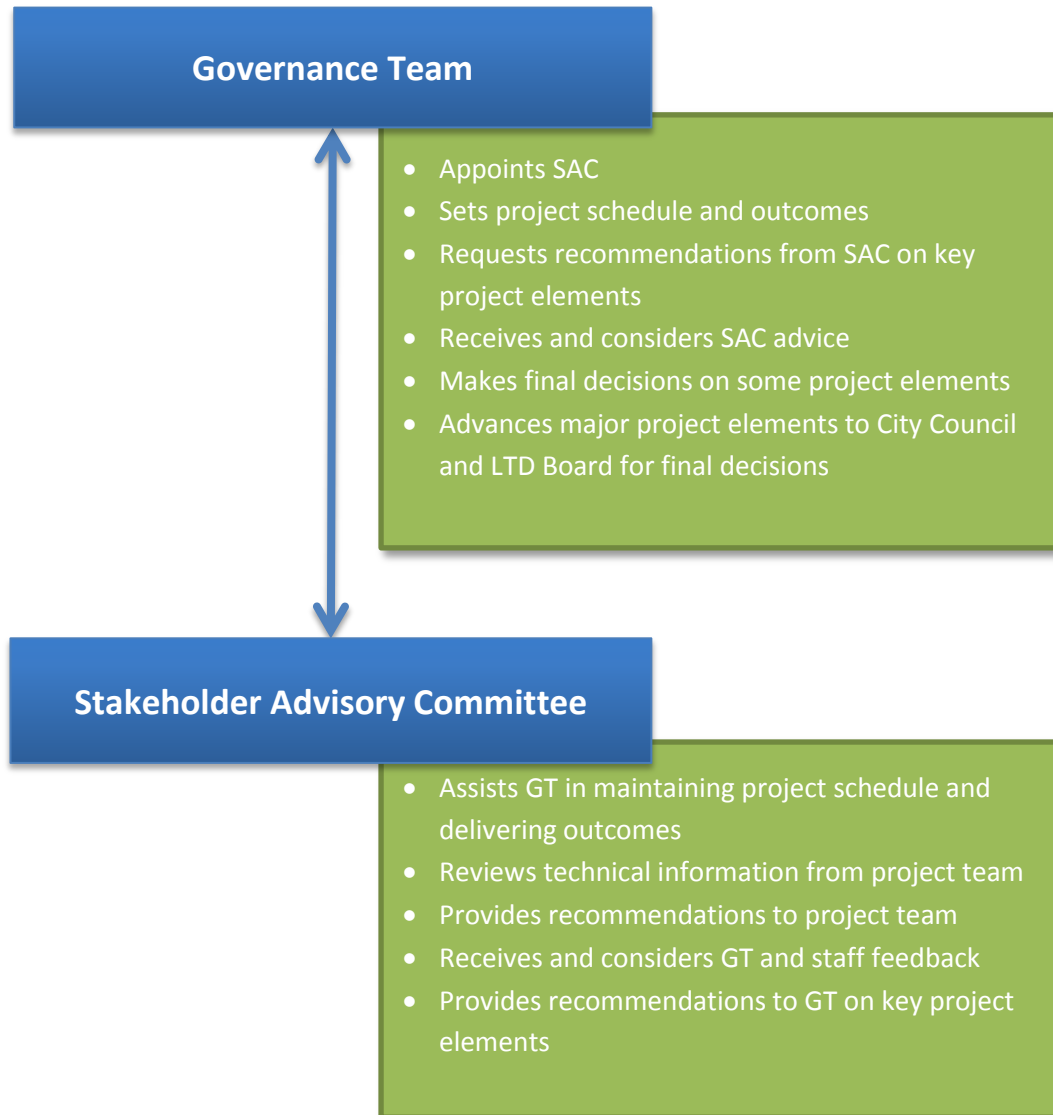 Governance Team
• Appoints SAC
• Sets project schedule and outcomes
• Requests recommendations from SAC on key
project elements
• Receives and considers SAC advice
• Makes final decisions on some project elements
• Advances major project elements to City Council
and LTD Board for final decisions
Stakeholder Advisory Committee
• Assists GT in maintaining project schedule and
delivering outcomes
• Reviews technical information from project team
• Provides recommendations to project team
• Receives and considers GT and staff feedback
• Provides recommendations to GT on key project
elements